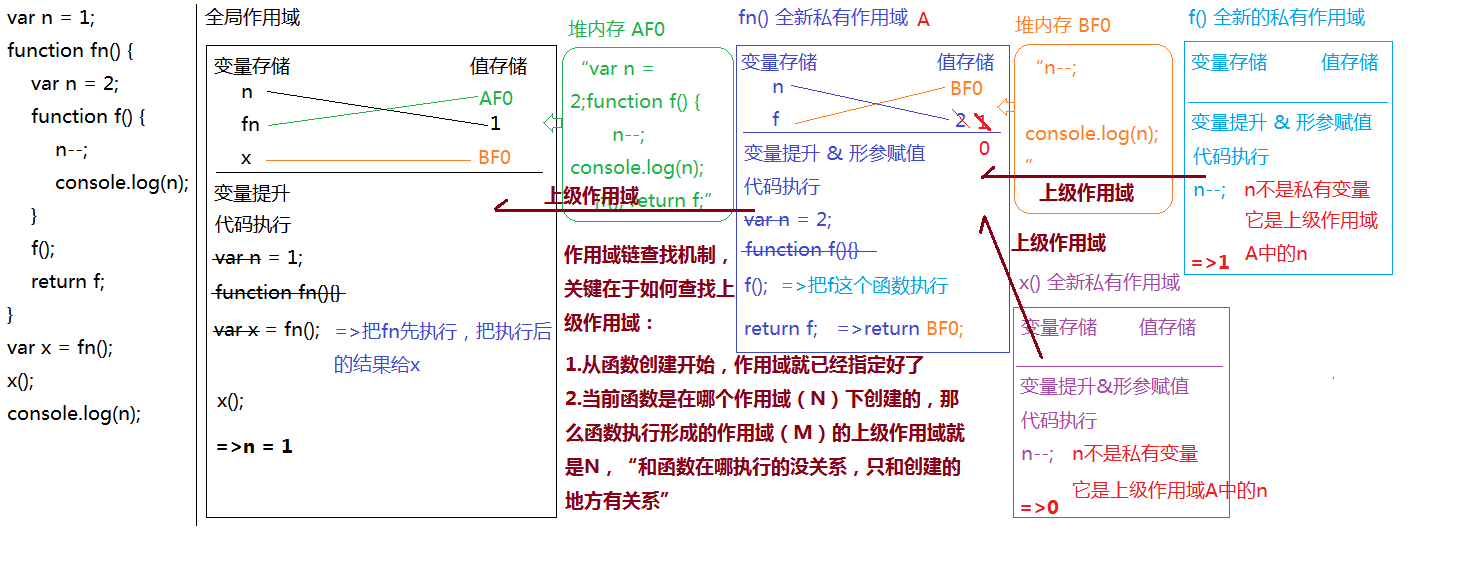 var n = 1;
function fn() {
var n = 2;
function f() {
n--;
console.log(n);
}
f();
return f;
}
var x = fn();
x();
console.log(n);
全局作用域
变量存储 值存储
n
fn
x
AF0
1
BF0
变量提升
代码执行
var n = 1;
function fn(){}
var x = fn(); =>把fn先执行，把执行后
的结果给x
x();
=>n = 1
堆内存 AF0
“var n =
2;function f() {
n--;
console.log(n);
return f;”
上级作用域
作用域链查找机制，
关键在于如何查找上
级作用域：
1.从函数创建开始，作用域就已经指定好了
2.当前函数是在哪个作用域（N）下创建的，那
么函数执行形成的作用域（M）的上级作用域就
是N，“和函数在哪执行的没关系，只和创建的
地方有关系”
fn() 全新私有作用域 A
变量存储 值存储
n
f
BF0
2 1
0
变量提升 & 形参赋值
代码执行
var n = 2;
function f(){}
f(); =>把f这个函数执行
return f; =>return BF0;
堆内存 BF0
“n--;
console.log(n);
”
上级作用域
上级作用域
f() 全新的私有作用域
变量存储 值存储
变量提升 & 形参赋值
代码执行
n--; n不是私有变量
它是上级作用域
A中的n
=>1
x() 全新私有作用域
变量存储 值存储
变量提升&形参赋值
代码执行
n--; n不是私有变量
它是上级作用域A中的n
=>0